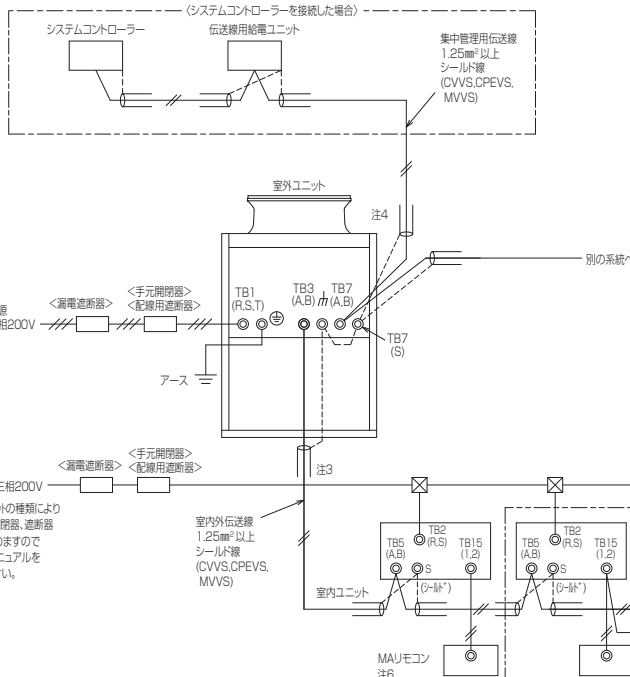 〈システムコントローラーを接続した場合〉
システムコントローラー
伝送線用給電ユニット
集中管理用伝送線
1.25mm²以上
シールド線
(CVVS,CPEVS,
MVVS)
室外ユニット
注4
別の系統へ
源
相200V
<漏電遮断器>
<手元開閉器>
<配線用遮断器>
TB1
(R,S,T)
TB3
(A,B)
TB7
(A,B)
TB7
(S)
アース
注3
三相200V
<漏電遮断器>
<手元開閉器>
<配線用遮断器>
ットの種類により
閉器、遮断器
りますので
ニュアルを
さい。
室内外伝送線
1.25mm²以上
シールド線
(CVVS,CPEVS,
MVVS)
室内ユニット
TB5
(A,B)
TB2
(R,S)
TB15
(1,2)
S
(シールド)
TB5
(A,B)
TB2
(R,S)
TB15
(1,2)
S
(シールド)
MAリモコン
注6